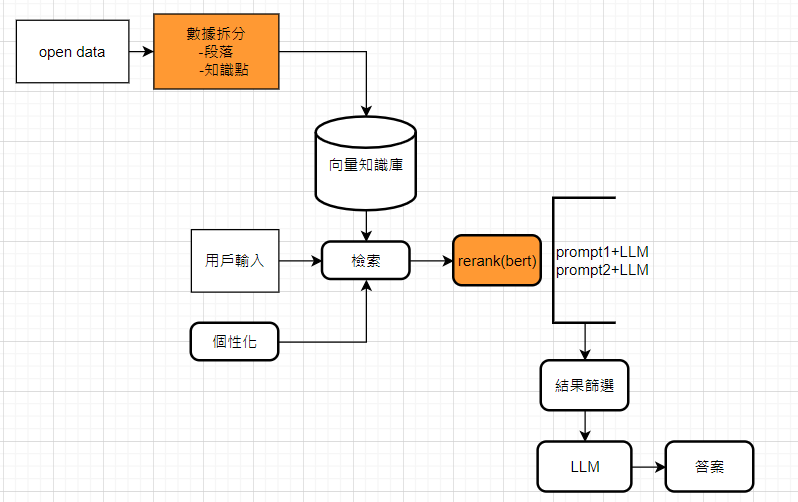 open data
數據拆分
-段落
-知識點
向量知識庫
用戶輸入
檢索
rerank(bert)
prompt1+LLM
prompt2+LLM
個性化
結果篩選
LLM
答案